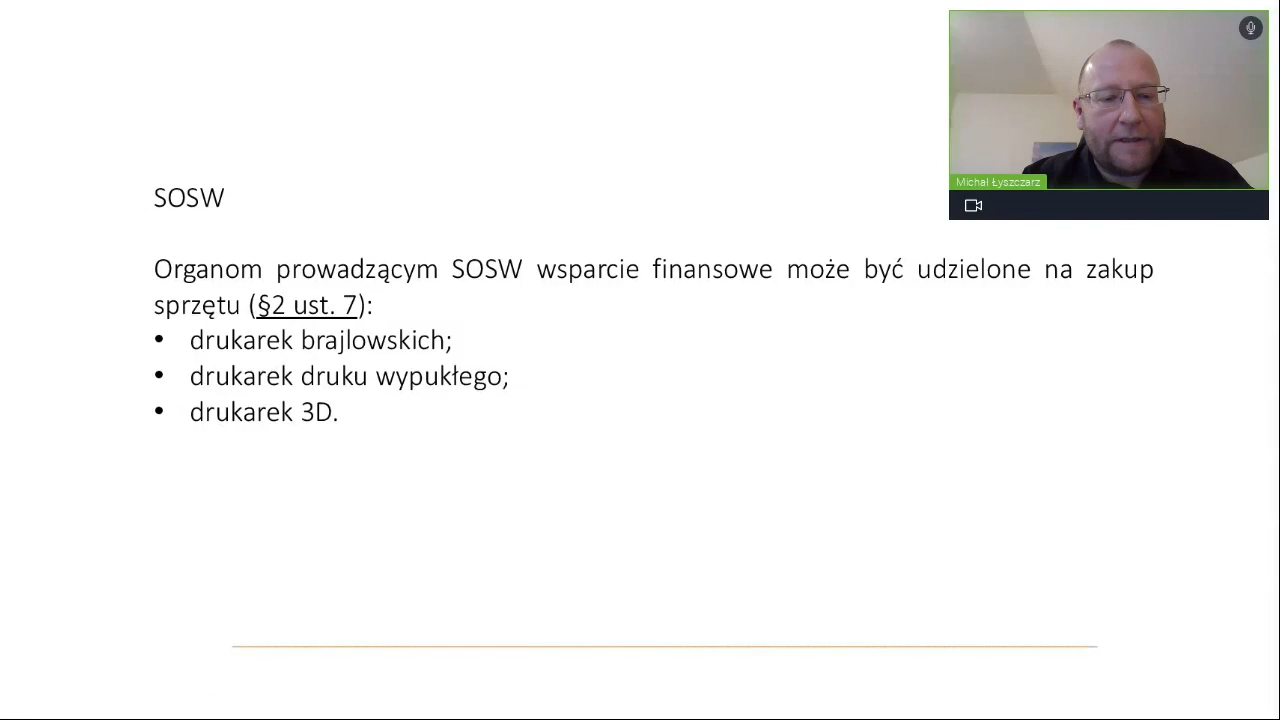 Michał Łyszczarz
SOSW
Organom prowadzącym SOSW wsparcie finansowe może być udzielone na zakup
sprzętu (§2 ust. 7):
• drukarek brajlowskich;
• drukarek druku wypukłego;
• drukarek 3D.